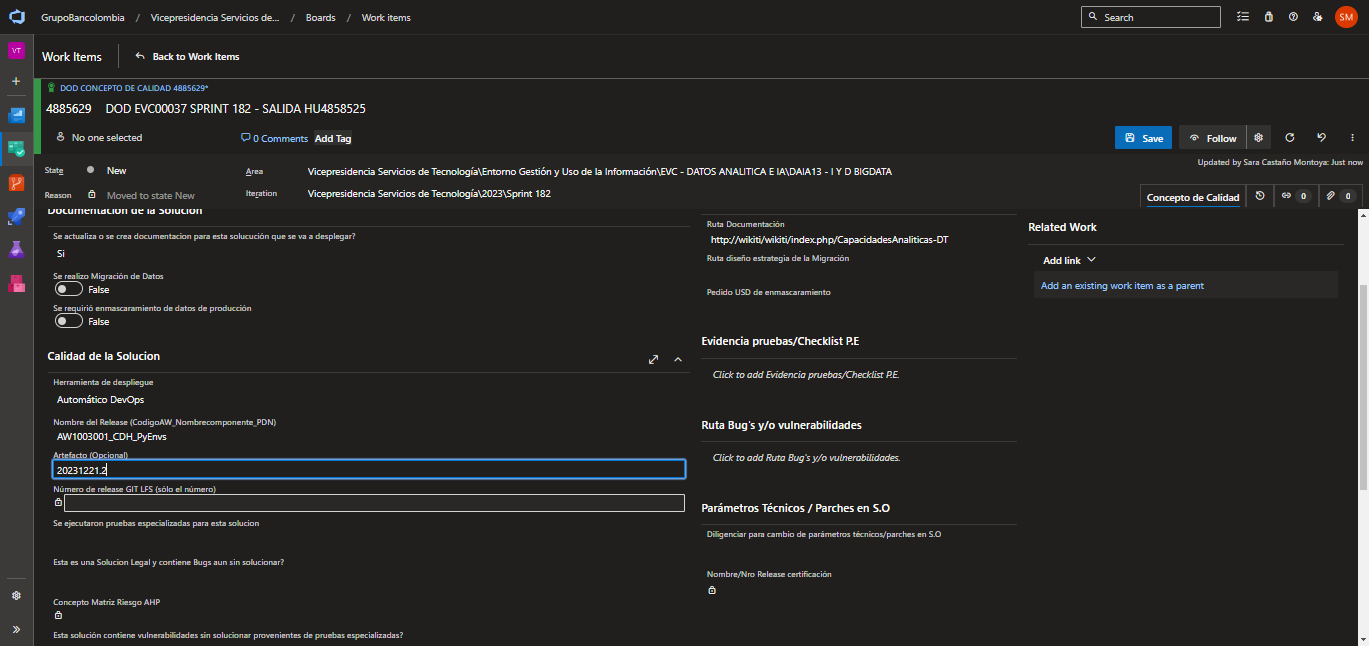 GrupoBancolombia / Vicepresidencia Servicios de... / Boards / Work items
Search
SM
VT
Work Items
Back to Work Items
DOD CONCEPTO DE CALIDAD 4885629*
4885629 DOD EVC00037 SPRINT 182 - SALIDA HU4858525
No one selected
0 Comments
Add Tag
Save
Follow
Updated by Sara Castaño Montoya: Just now
State
New
Area
Vicepresidencia Servicios de Tecnología\Entorno Gestión y Uso de la Información\EVC - DATOS ANALITICA E IA\DAIA13 - I Y D BIGDATA
Reason
Moved to state New
Iteration
Vicepresidencia Servicios de Tecnología\2023\Sprint 182
Concepto de Calidad
0
0
Documentacion de la Solucion
Se actualiza o se crea documentacion para esta solucución que se va a desplegar?
Si
Se realizo Migración de Datos
False
Se requirió enmascaramiento de datos de producción
False
Calidad de la Solucion
Herramienta de despliegue
Automático DevOps
Nombre del Release (CodigoAW_Nombrecomponente_PDN)
AW1003001_CDH_PyEnvs
Artefacto (Opcional)
20231221.2
Número de release GIT LFS (sólo el número)
Se ejecutaron pruebas especializadas para esta solucion
Esta es una Solucion Legal y contiene Bugs aun sin solucionar?
Concepto Matriz Riesgo AHP
Esta solución contiene vulnerabilidades sin solucionar provenientes de pruebas especializadas?
Ruta Documentación
http://wikiti/wikiti/index.php/CapacidadesAnaliticas-DT
Ruta diseño estrategia de la Migración
Pedido USD de enmascaramiento
Evidencia pruebas/Checklist P.E
Click to add Evidencia pruebas/Checklist P.E.
Ruta Bug's y/o vulnerabilidades
Click to add Ruta Bug's y/o vulnerabilidades.
Parámetros Técnicos / Parches en S.O
Diligenciar para cambio de parámetros técnicos/parches en S.O
Nombre/Nro Release certificación
Related Work
Add link
Add an existing work item as a parent